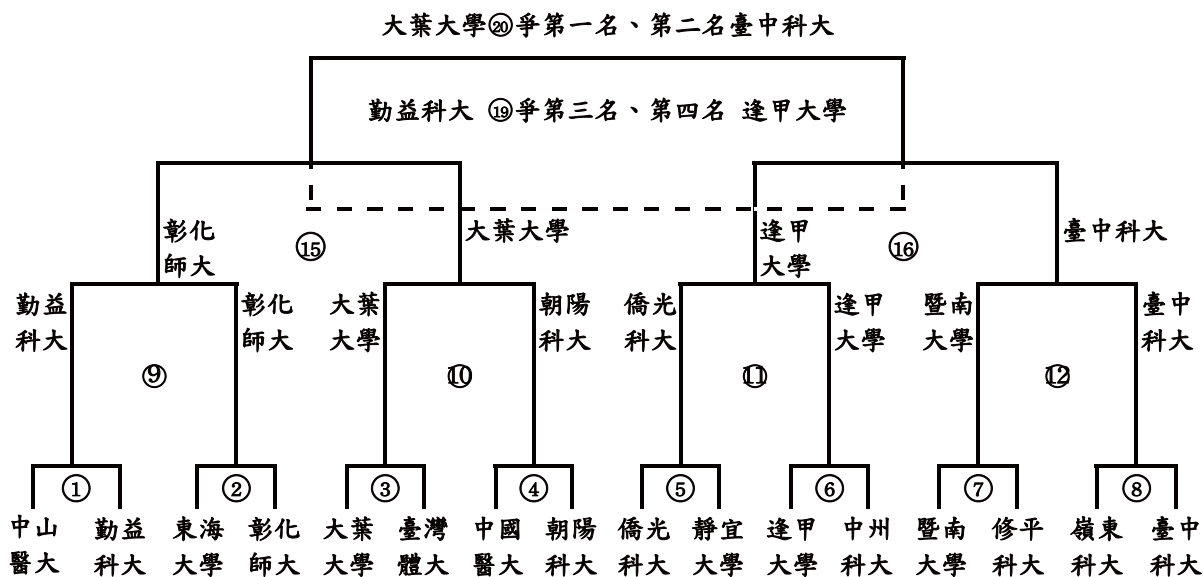 大葉大學⑳爭第一名、第二名臺中科大
勤益科大 ⑲爭第三名、第四名 逢甲大學
彰化
師大
⑮
大葉大學
逢甲
大學
⑯
臺中科大
勤益
科大
彰化
師大
大葉
大學
朝陽
科大
僑光
科大
逢甲
大學
暨南
大學
臺中
科大
⑨
⑩
⑪
⑫
①
②
③
④
⑤
⑥
⑦
⑧
中山
醫大
勤益
科大
東海
大學
彰化
師大
大葉
大學
臺灣
體大
中國
醫大
朝陽
科大
僑光
科大
靜宜
大學
逢甲
大學
中州
科大
暨南
大學
修平
科大
嶺東
科大
臺中
科大